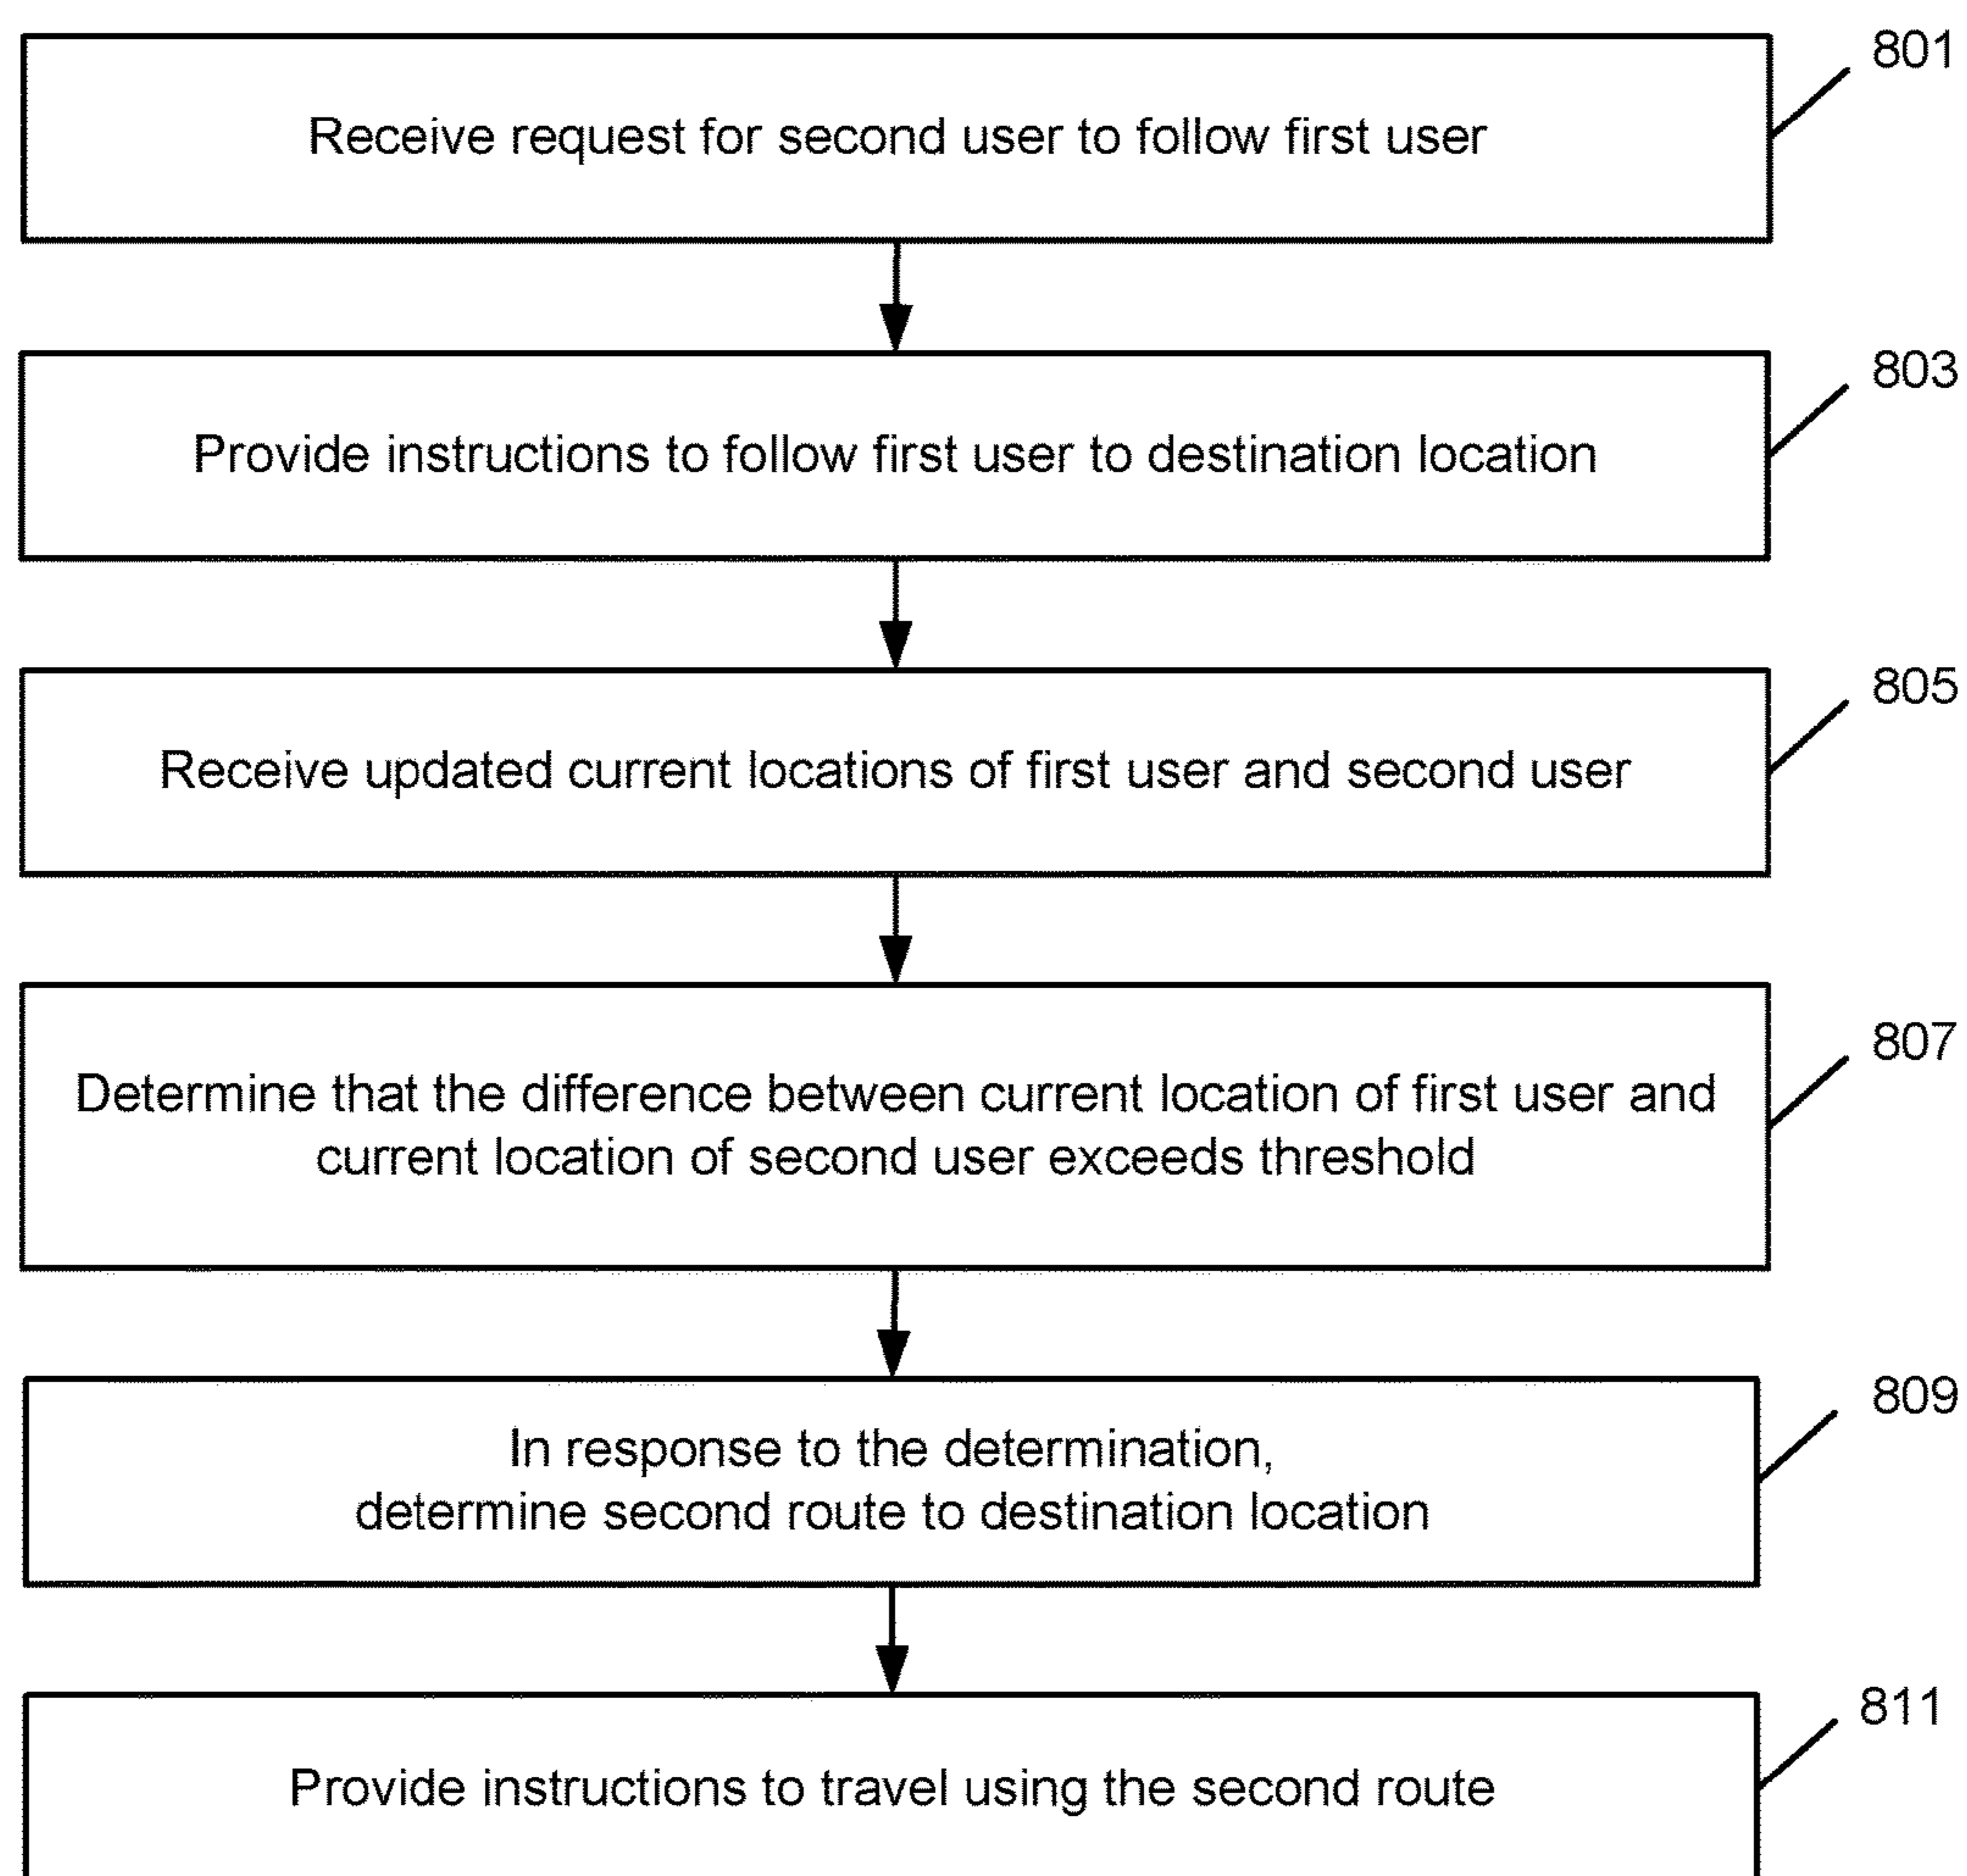 801
Receive request for second user to follow first user
803
Provide instructions to follow first user to destination location
805
Receive updated current locations of first user and second user
807
Determine that the difference between current location of first user and
current location of second user exceeds threshold
809
In response to the determination,
determine second route to destination location
811
Provide instructions to travel using the second route